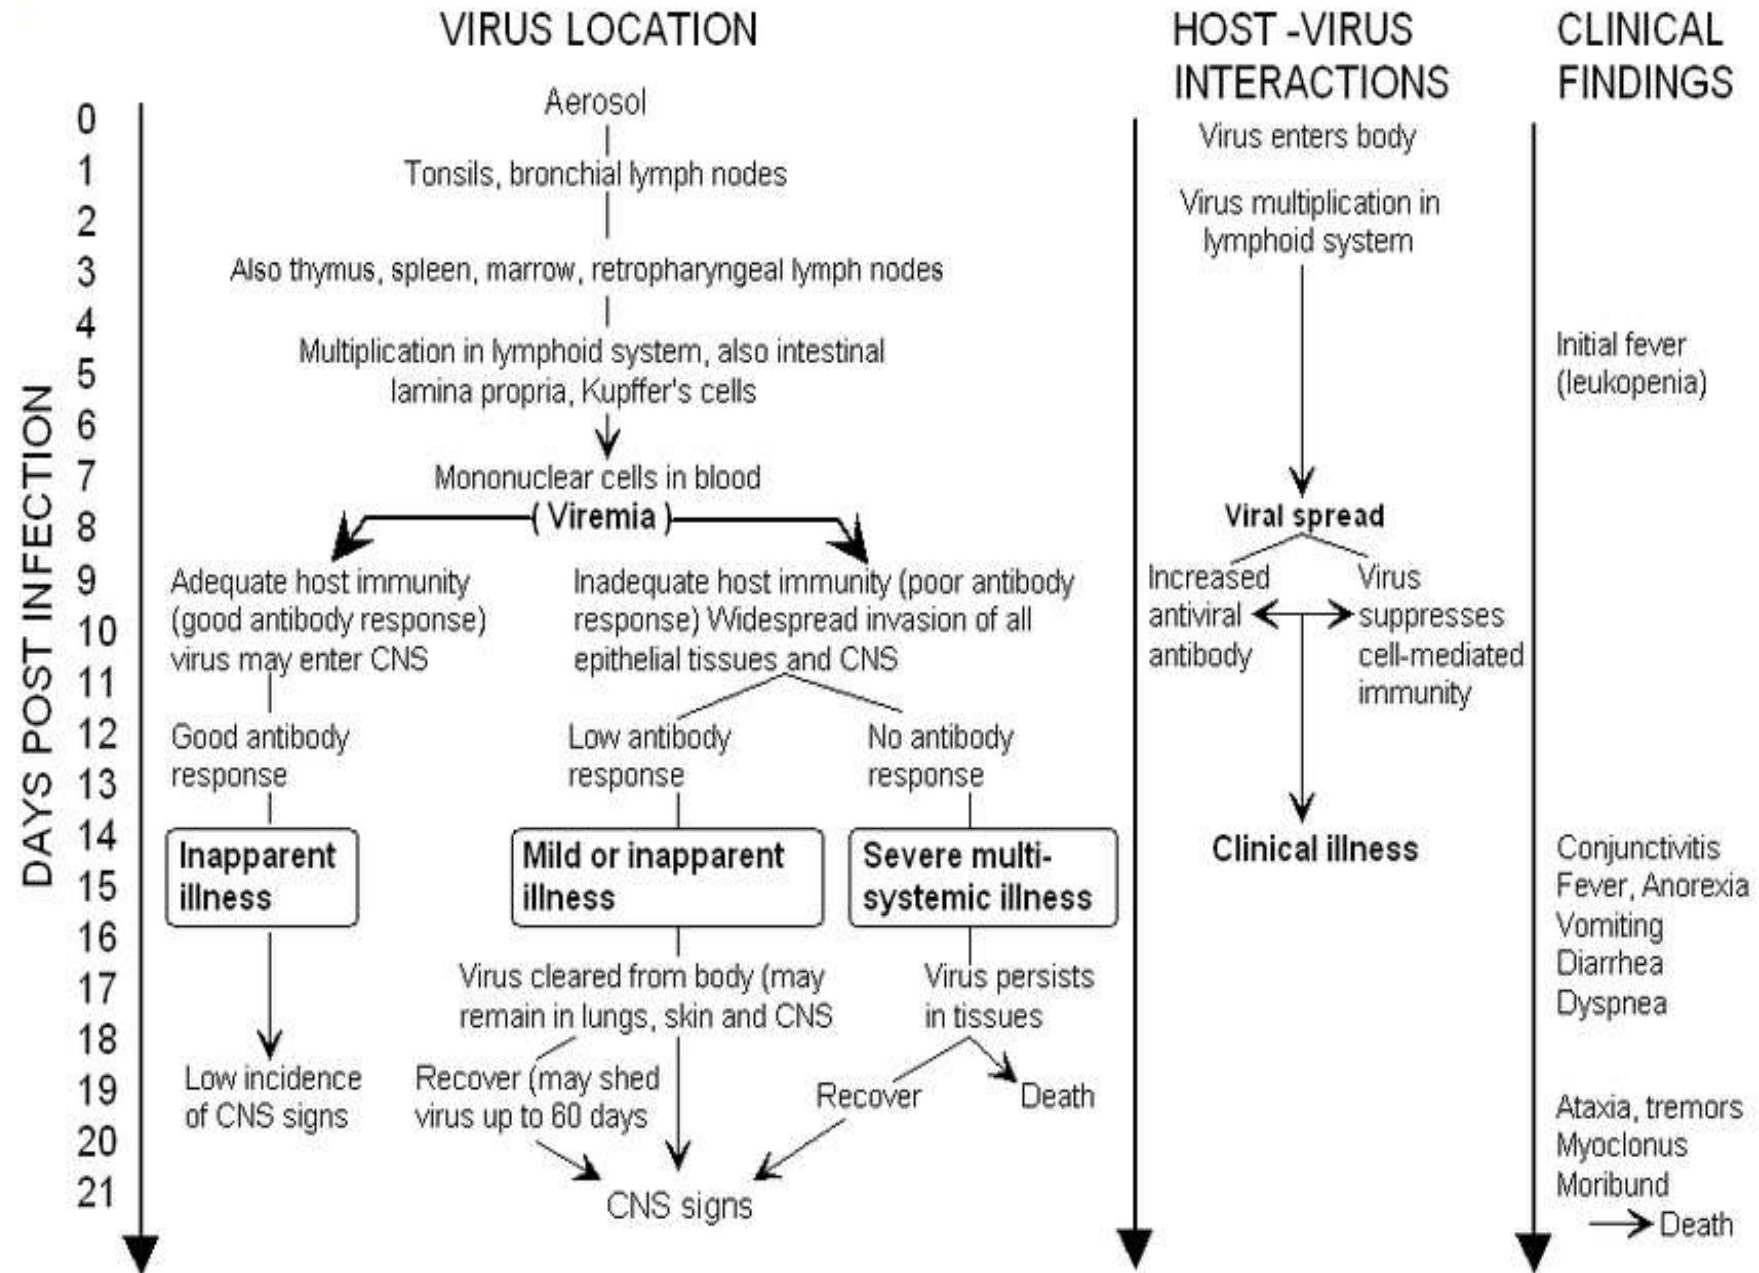 VIRUS LOCATION
HOST -VIRUS
INTERACTIONS
CLINICAL
FINDINGS
DAYS POST INFECTION
0
1
2
3
4
5
6
7
8
9
10
11
12
13
14
15
16
17
18
19
20
21
Aerosol
Tonsils, bronchial lymph nodes
Also thymus, spleen, marrow, retropharyngeal lymph nodes
Multiplication in lymphoid system, also intestinal
lamina propria, Kupffer's cells
Mononuclear cells in blood
( Viremia )
Adequate host immunity
(good antibody response)
virus may enter CNS
Inadequate host immunity (poor antibody
response) Widespread invasion of all
epithelial tissues and CNS
Good antibody
response
Low antibody
response
No antibody
response
Inapparent
illness
Mild or inapparent
illness
Severe multi-
systemic illness
Virus cleared from body (may
remain in lungs, skin and CNS
Virus persists
in tissues
Low incidence
of CNS signs
Recover (may shed
virus up to 60 days
Recover
Death
CNS signs
Virus enters body
Virus multiplication in
lymphoid system
Viral spread
Increased
antiviral
antibody
Virus
suppresses
cell-mediated
immunity
Clinical illness
Initial fever
(leukopenia)
Conjunctivitis
Fever, Anorexia
Vomiting
Diarrhea
Dyspnea
Ataxia, tremors
Myoclonus
Moribund
Death